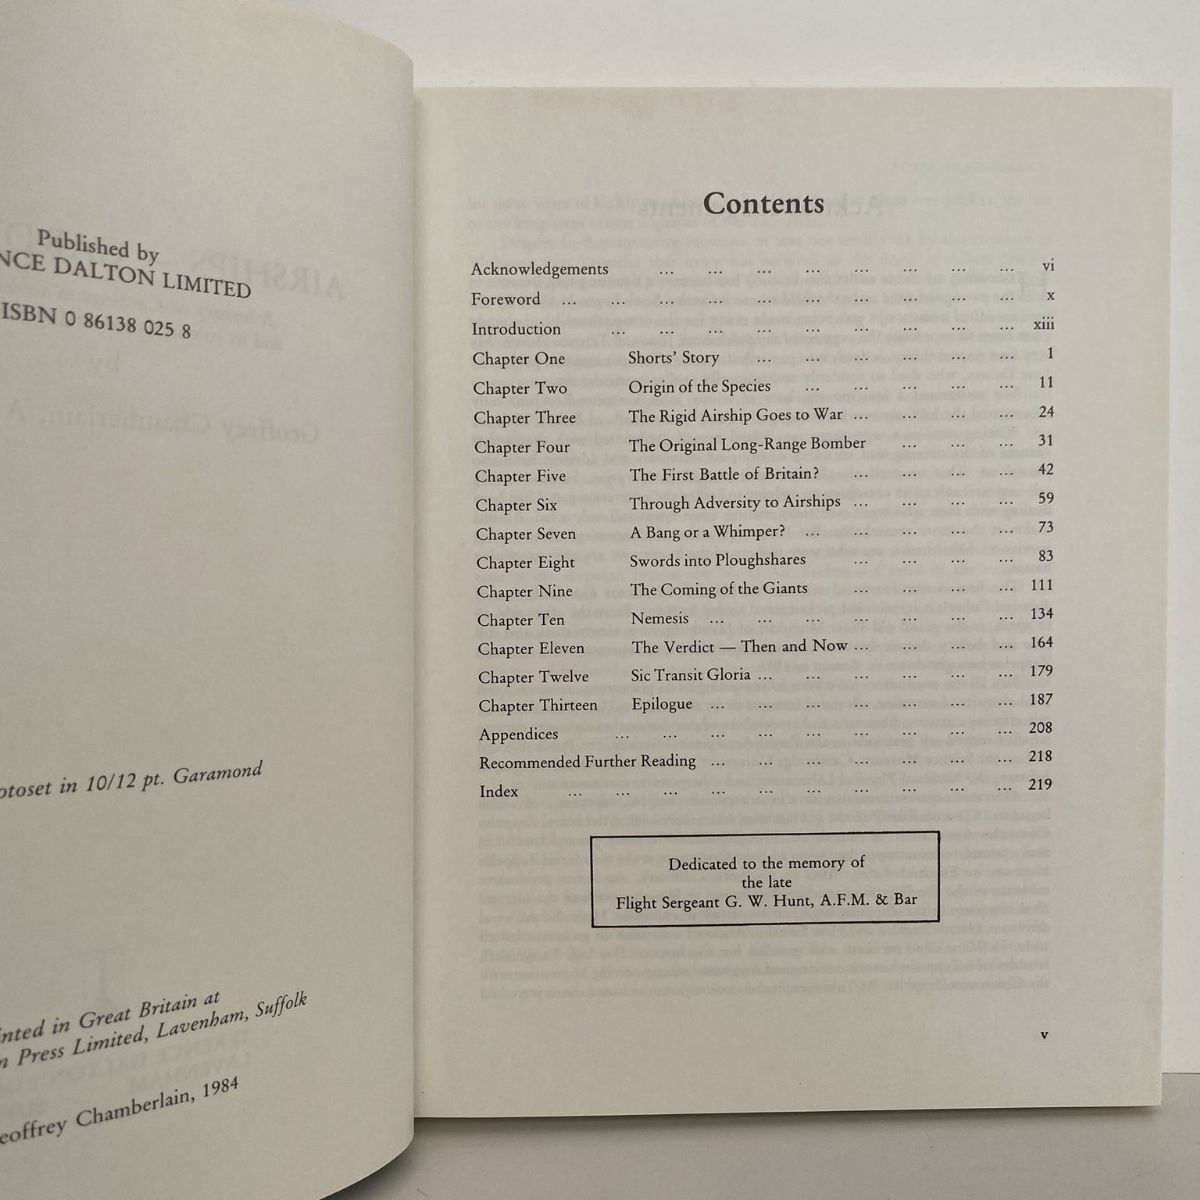 Published by
NCE DALTON LIMITED
ISBN 0 86138 025 8
otoset in 10/12 pt. Garamond
inted in Great Britain at
n Press Limited, Lavenham, Suffolk
eoffrey Chamberlain, 1984
Contents
Acknowledgements ... ... ... ... ... ... ... ... vi
Foreword ... ... ... ... ... ... ... ... ... ... x
Introduction ... ... ... ... ... ... ... ... ... xiii
Chapter One Shorts' Story ... ... ... ... ... ... 1
Chapter Two Origin of the Species ... ... ... ... ... 11
Chapter Three The Rigid Airship Goes to War ... ... ... ... 24
Chapter Four The Original Long-Range Bomber ... ... ... 31
Chapter Five The First Battle of Britain? ... ... ... ... 42
Chapter Six Through Adversity to Airships ... ... ... ... 59
Chapter Seven A Bang or a Whimper? ... ... ... ... ... 73
Chapter Eight Swords into Ploughshares ... ... ... ... 83
Chapter Nine The Coming of the Giants ... ... ... ... 111
Chapter Ten Nemesis ... ... ... ... ... ... ... 134
Chapter Eleven The Verdict — Then and Now ... ... ... ... 164
Chapter Twelve Sic Transit Gloria ... ... ... ... ... ... 179
Chapter Thirteen Epilogue ... ... ... ... ... ... ... 187
Appendices ... ... ... ... ... ... ... ... ... 208
Recommended Further Reading ... ... ... ... ... ... ... 218
Index ... ... ... ... ... ... ... ... ... ... 219
Dedicated to the memory of
the late
Flight Sergeant G. W. Hunt, A.F.M. & Bar
v